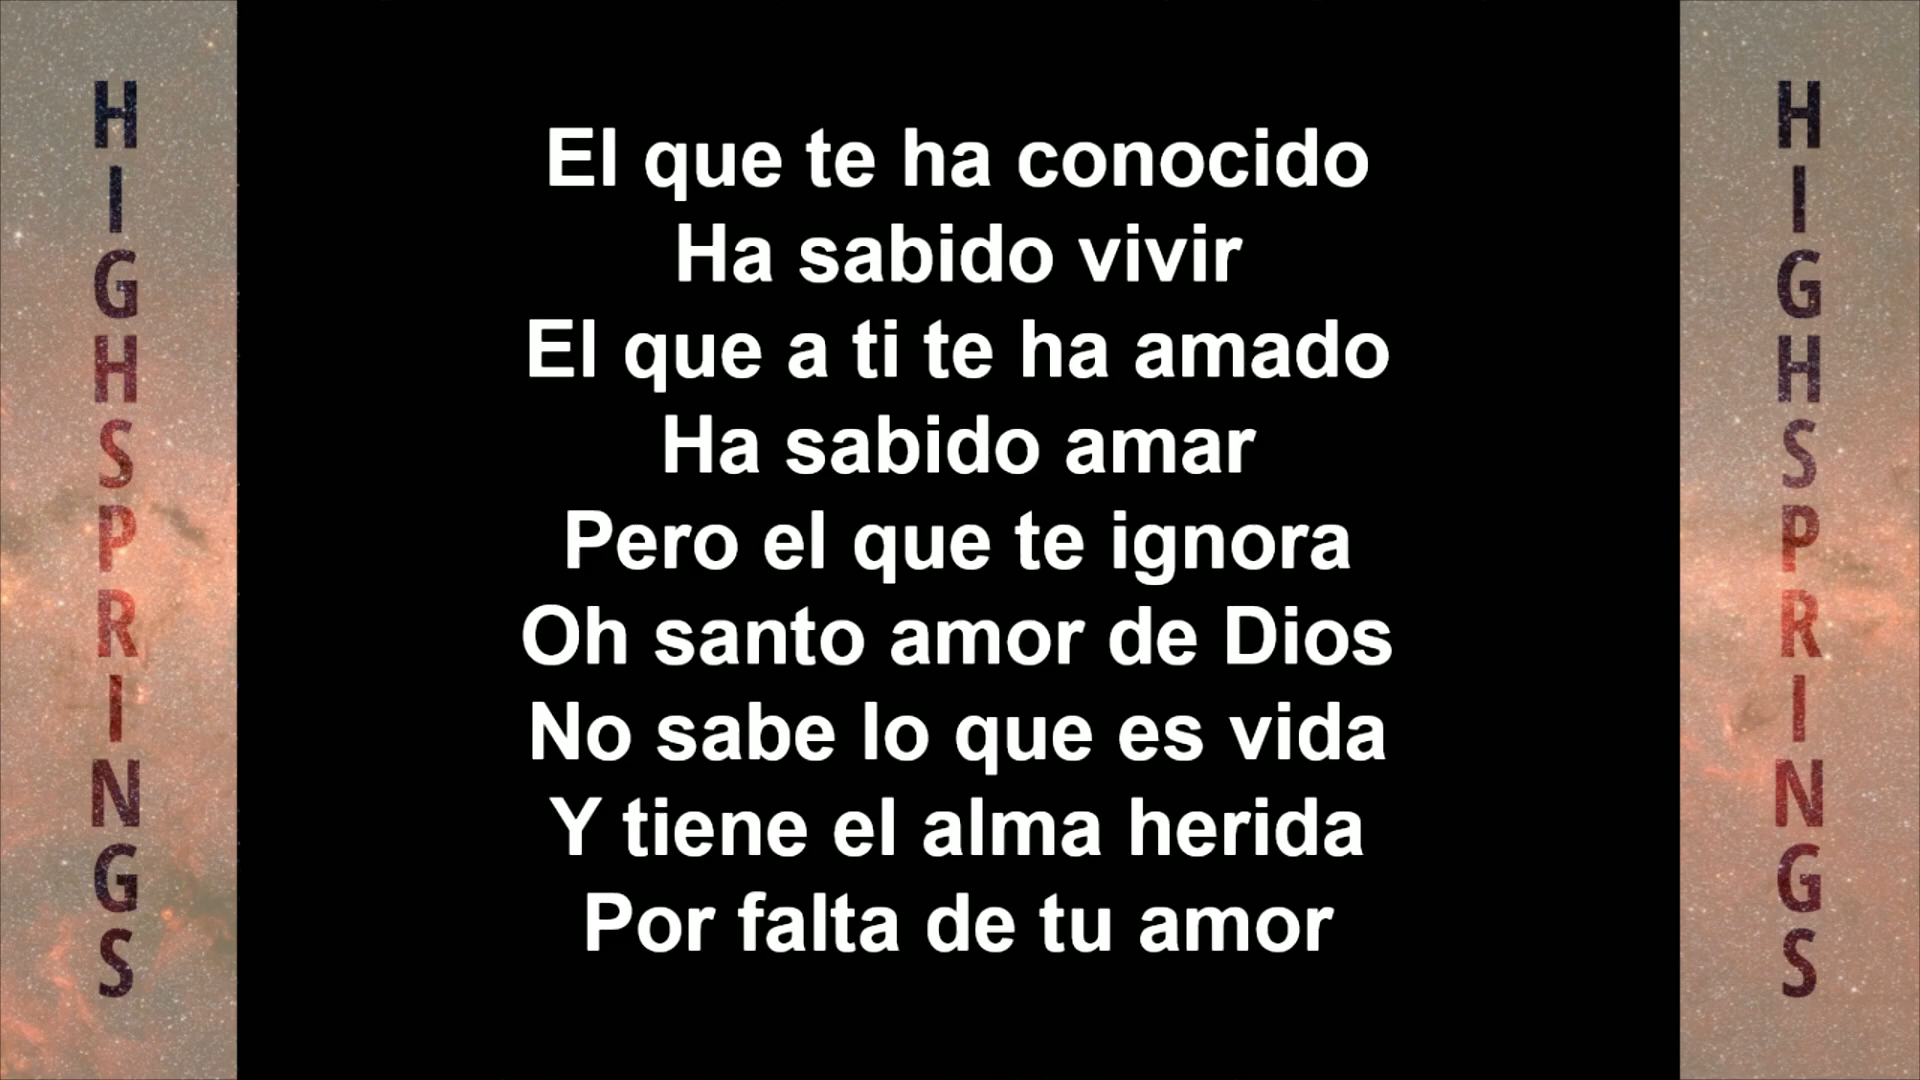 HIGHSPRINGS
El que te ha conocido
Ha sabido vivir
El que a ti te ha amado
Ha sabido amar
Pero el que te ignora
Oh santo amor de Dios
No sabe lo que es vida
Y tiene el alma herida
Por falta de tu amor
HIGHSPRINGS